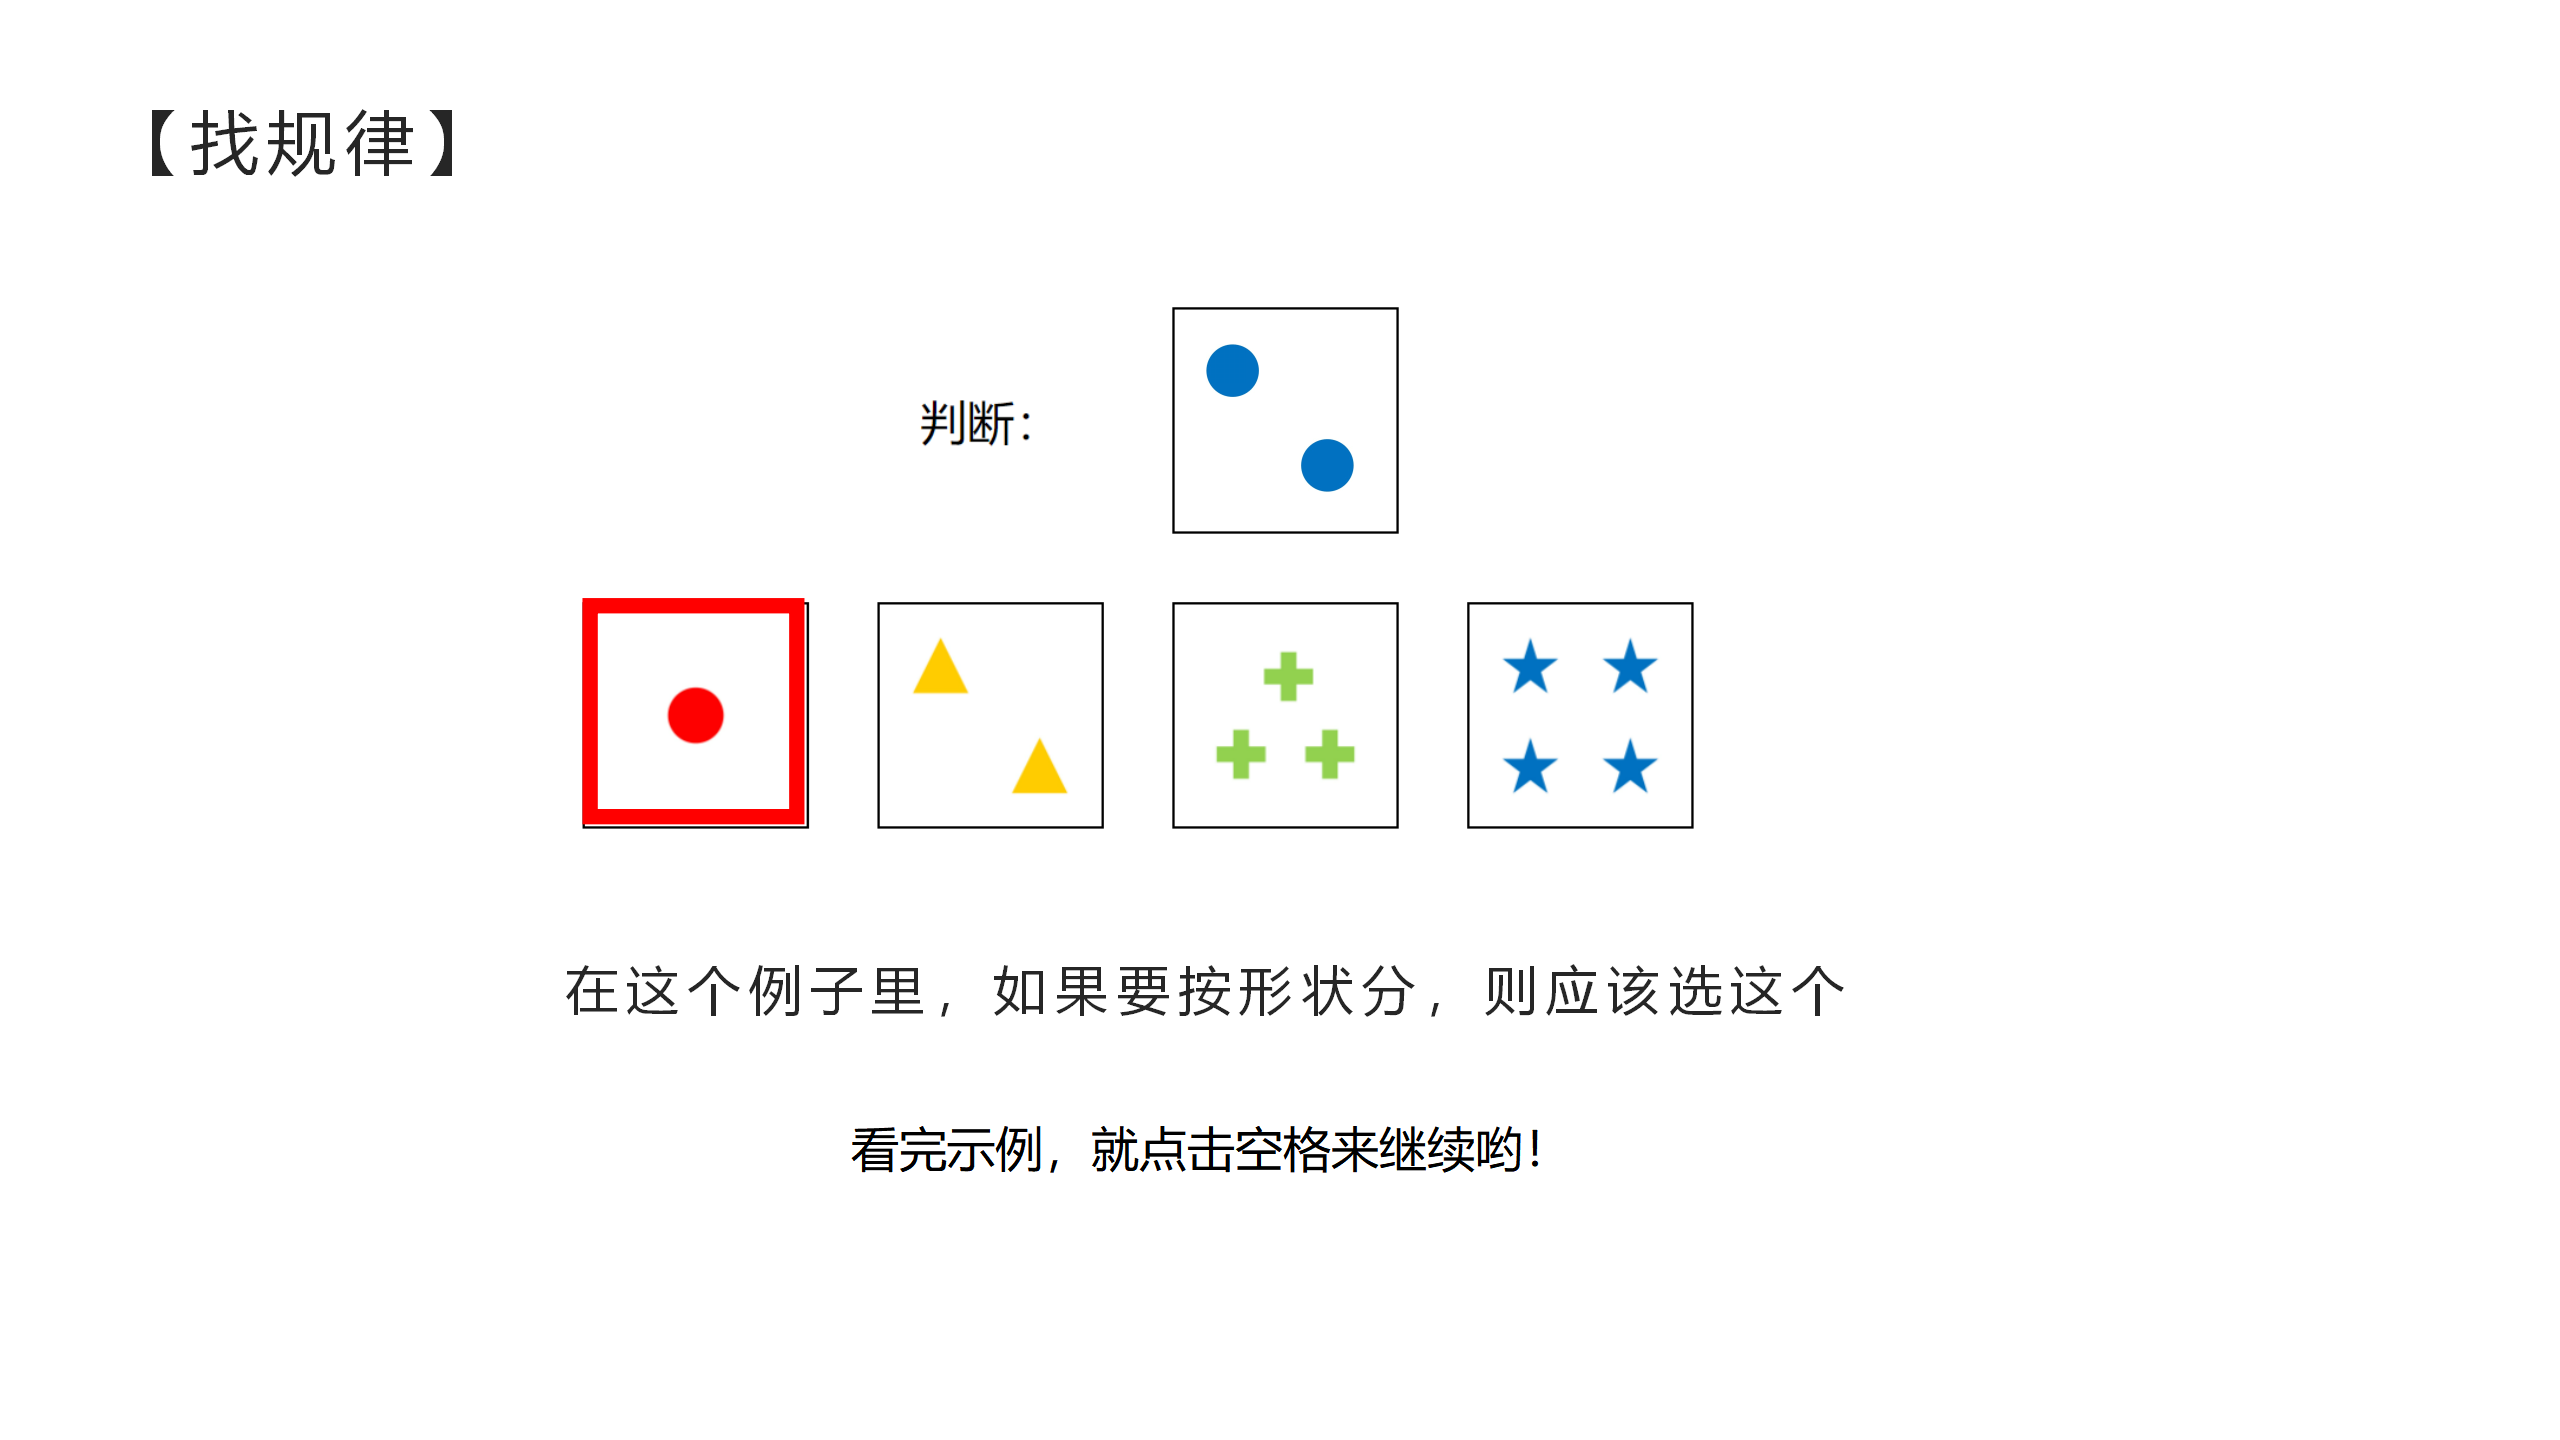 【找规律】
判断：
在这个例子里，如果要按形状分，则应该选这个
看完示例，就点击空格来继续哟！